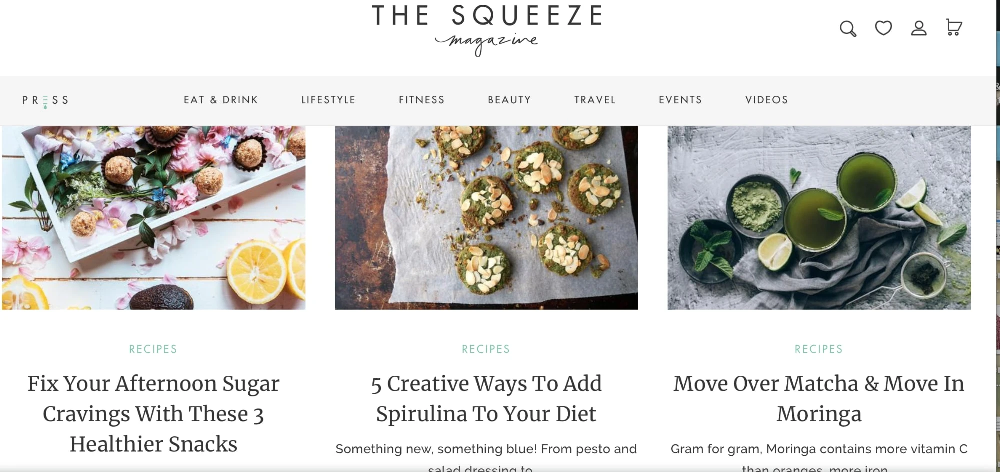 THE SQUEEZE
magazine
PRESS
EAT & DRINK
LIFESTYLE
FITNESS
BEAUTY
TRAVEL
EVENTS
VIDEOS
RECIPES
Fix Your Afternoon Sugar
Cravings With These 3
Healthier Snacks
RECIPES
5 Creative Ways To Add
Spirulina To Your Diet
Something new, something blue! From pesto and
salad dressing to
RECIPES
Move Over Matcha & Move In
Moringa
Gram for gram, Moringa contains more vitamin C
than oranges, more iron